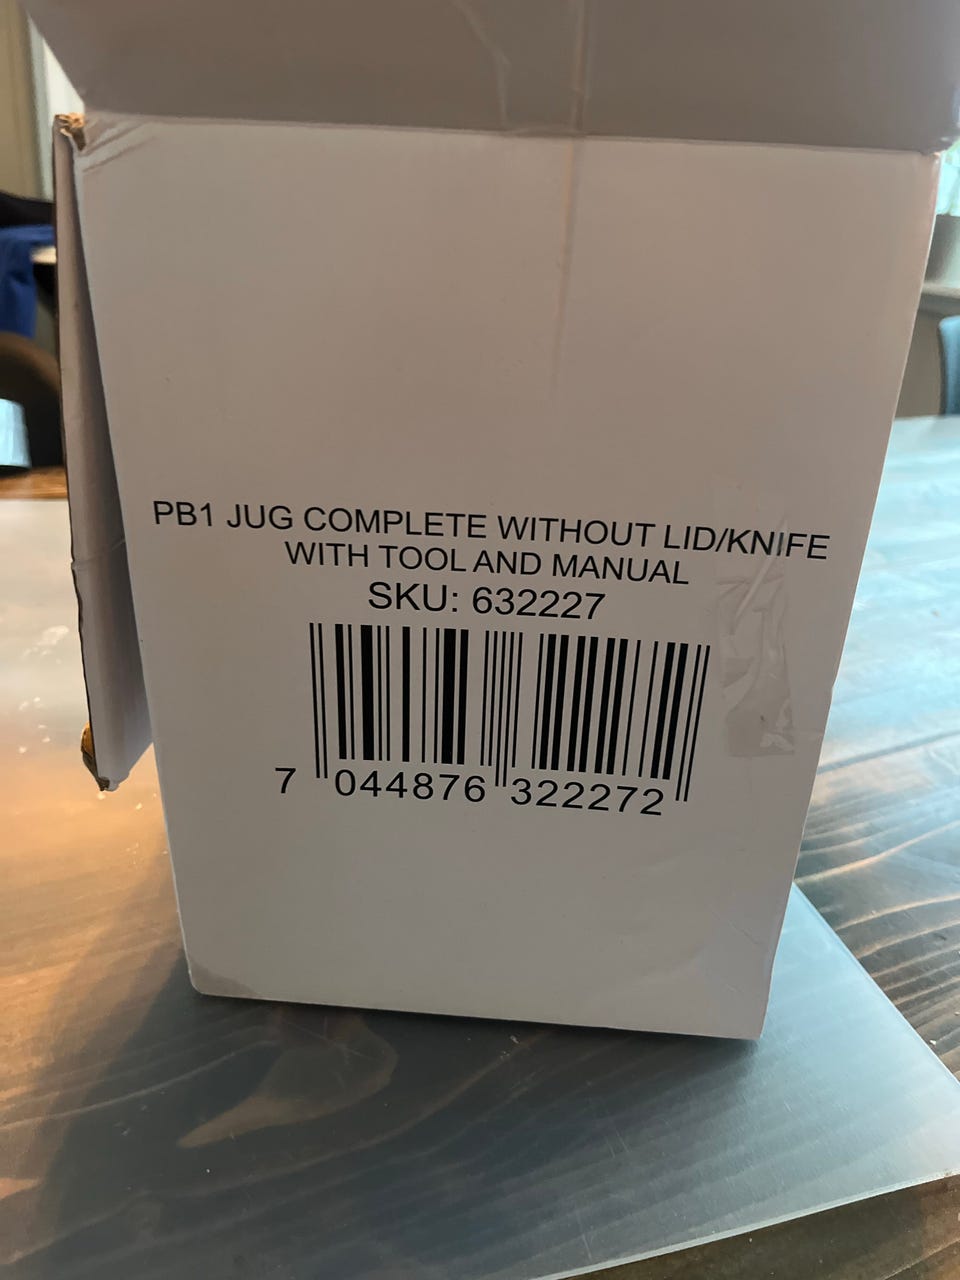 PB1 JUG COMPLETE WITHOUT LID/KNIFE
WITH TOOL AND MANUAL
SKU: 632227
7 044876 322272